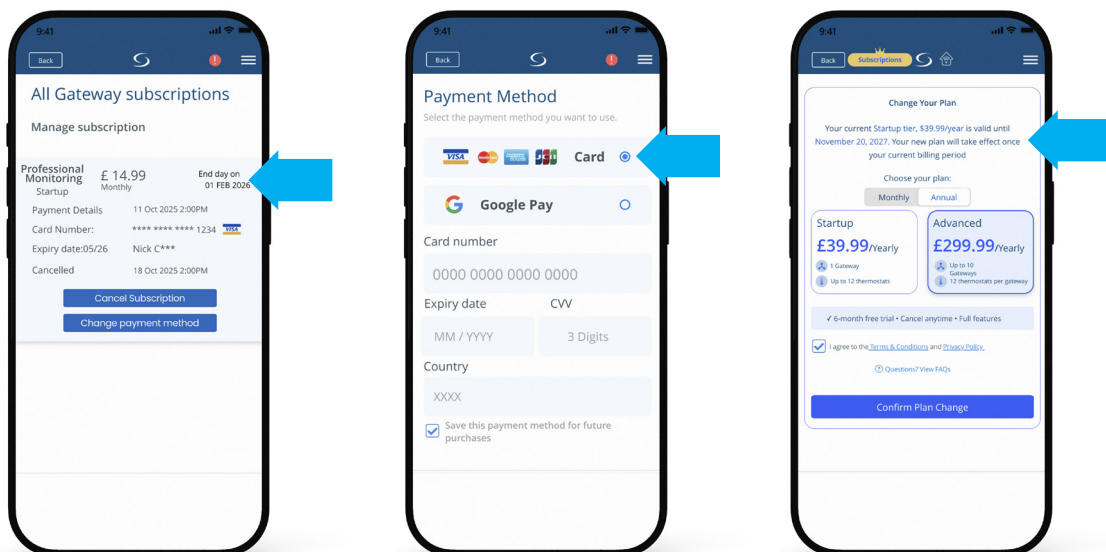 9:41
Back
All Gateway subscriptions
Manage subscription
Professional
Monitoring
Startup
£ 14.99
Monthly
End day on
01 FEB 2026
Payment Details 11 Oct 2025 2:00PM
Card Number: **** **** **** 1234 VISA
Expiry date:05/26 Nick C***
Cancelled 18 Oct 2025 2:00PM
Cancel Subscription
Change payment method
9:41
Back
Payment Method
Select the payment method you want to use.
VISA Card
G Google Pay
Card number
0000 0000 0000 0000
Expiry date CVV
MM / YYYY 3 Digits
Country
XXXX
Save this payment method for future
purchases
9:41
Back Subscriptions
Change Your Plan
Your current Startup tier, $39.99/year is valid until
November 20, 2027. Your new plan will take effect once
your current billing period
Choose your plan:
Monthly Annual
Startup
£39.99/Yearly
1 Gateway
Up to 12 thermostats
Advanced
£299.99/Yearly
Up to 10
Gateways
12 thermostats per gateway
✓ 6-month free trial • Cancel anytime • Full features
I agree to the Terms & Conditions and Privacy Policy.
? Questions? View FAQs
Confirm Plan Change